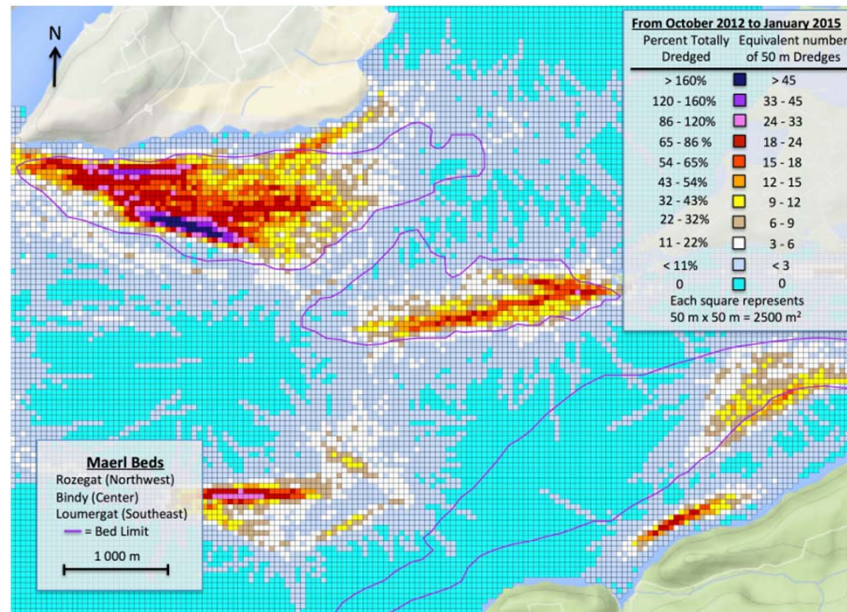 N
From October 2012 to January 2015
Percent Totally Dredged Equivalent number of 50 m Dredges
> 160% > 45
120 - 160% 33 - 45
86 - 120% 24 - 33
65 - 86 % 18 - 24
54 - 65% 15 - 18
43 - 54% 12 - 15
32 - 43% 9 - 12
22 - 32% 6 - 9
11 - 22% 3 - 6
< 11% < 3
0 0
Each square represents
50 m x 50 m = 2500 m²
Maerl Beds
Rozegat (Northwest)
Bindy (Center)
Loumergat (Southeast)
= Bed Limit
1 000 m